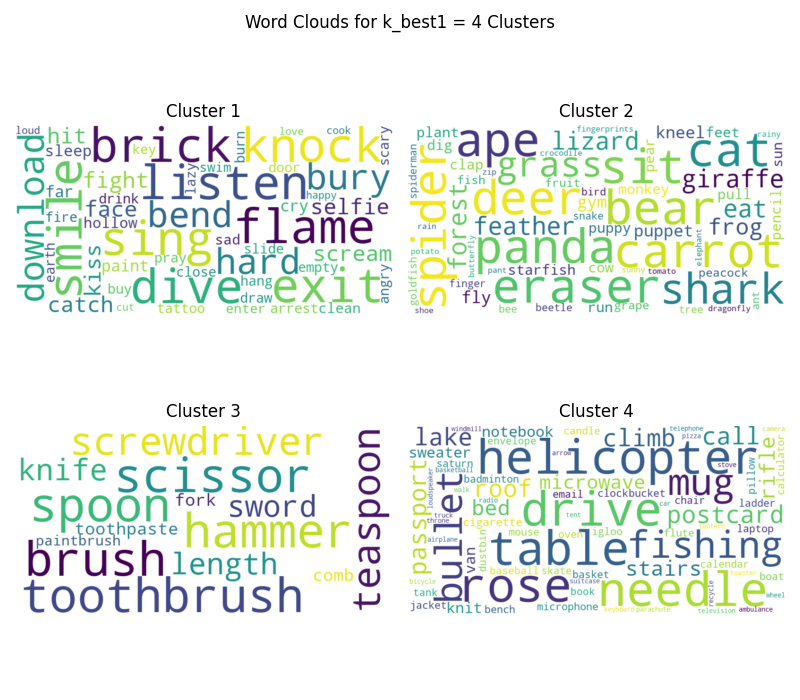 Word Clouds for k_best1 = 4 Clusters
Cluster 1
loud hit key burn love cook scary
brick knock
download smile sleep fight lazy swim door listen bury
far drink happy
fire face bend cry selfie
hollow sing sad flame
earth kiss paint pray slide scream
close hard empty angry
buy dive hang exit
catch draw
cut tattoo enter arrest clean
Cluster 2
plant fingerprints kneel feet rainy
dig ape lizard cat sun
spiderman spider clap crocodile pear
zip grass sit giraffe
fish fruit bird monkey pull pencil
forest deer gym bear eat
rain snake
feather puppy puppet frog
potato panda elephant carrot
goldfish butterfly pant starfish cow sunny tomato peacock
finger eraser shark ant
fly
shoe bee beetle run grape tree dragonfly
Cluster 3
screwdriver
knife scissor teaspoon
spoon fork sword
toothpaste hammer
paintbrush
brush length comb
toothbrush
Cluster 4
windmill candle telephone camera
lake notebook climb call
envelope pizza
sweater helicopter rifle calculator
saturn basketball arrow stove pillow
passport loudspeaker bullet badminton microwave mug
walk roof email clockbucket chair ladder
radio bed drive postcard
truck cigarette tent car laptop
throne mouse oven igloo flute
airplane van dustbin table fishing
baseball skate basket stairs calendar
bicycle suitcase boat
tank rose book needle wheel
jacket knit bench microphone keyboard parachute television recycle ambulance